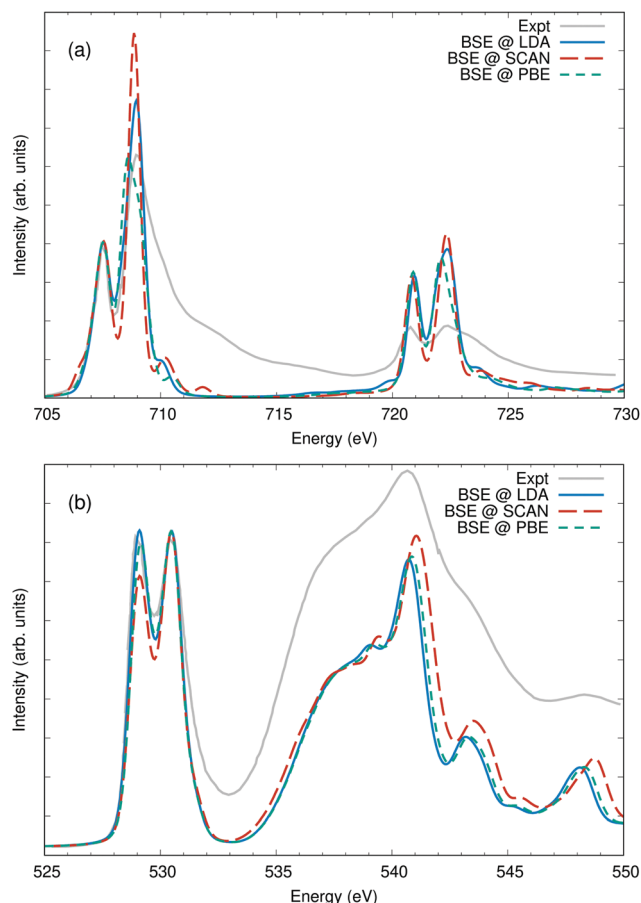 (a)
Expt
BSE @ LDA
BSE @ SCAN
BSE @ PBE
Intensity (arb. units)
705 710 715 720 725 730
Energy (eV)
(b)
Expt
BSE @ LDA
BSE @ SCAN
BSE @ PBE
Intensity (arb. units)
525 530 535 540 545 550
Energy (eV)